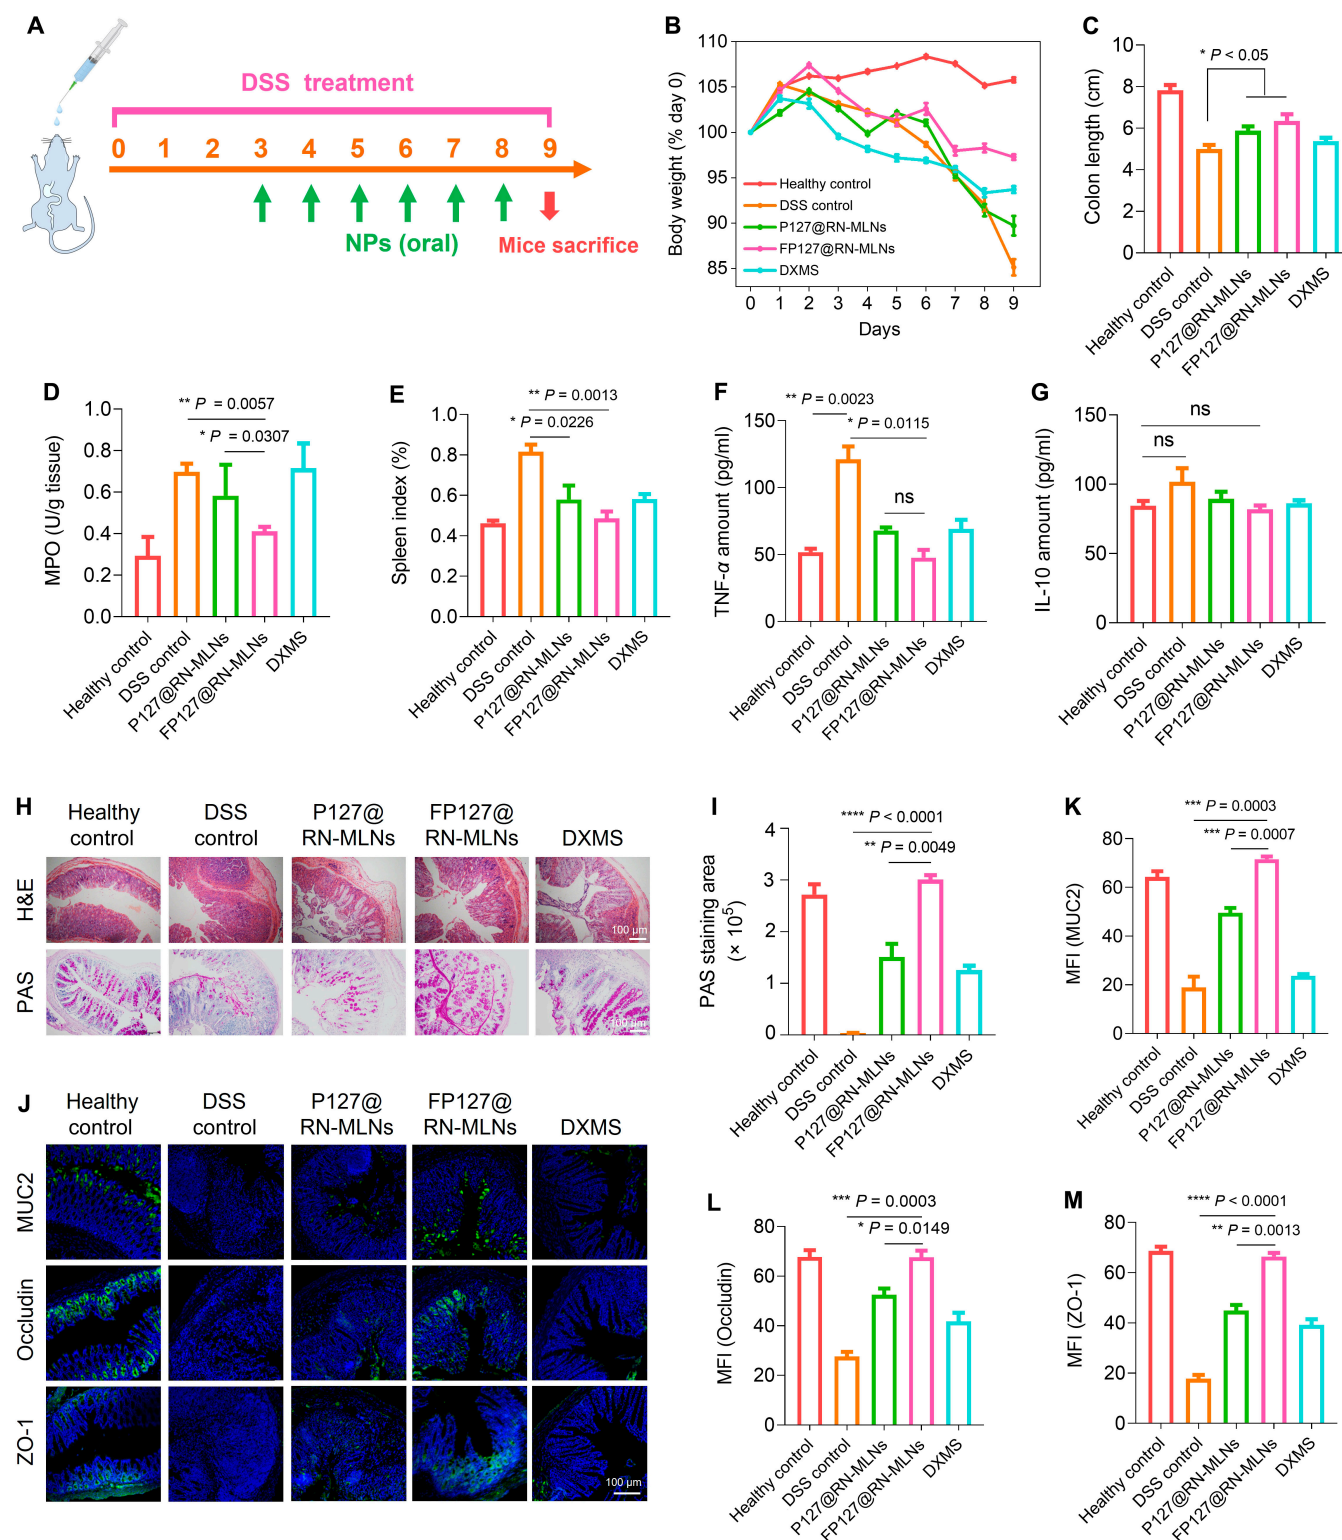 A
DSS treatment
0 1 2 3 4 5 6 7 8 9
NPs (oral)
Mice sacrifice
B
Body weight (% day 0)
110
105
100
95
90
85
Healthy control
DSS control
P127@RN-MLNs
FP127@RN-MLNs
DXMS
0 1 2 3 4 5 6 7 8 9
Days
C
Colon length (cm)
10
8
6
4
2
0
* P < 0.05
Healthy control
DSS control
P127@RN-MLNs
FP127@RN-MLNs
DXMS
D
MPO (U/g tissue)
1.0
0.8
0.6
0.4
0.2
0.0
** P = 0.0057
* P = 0.0307
Healthy control
DSS control
P127@RN-MLNs
FP127@RN-MLNs
DXMS
E
Spleen index (%)
1.0
0.8
0.6
0.4
0.2
0.0
** P = 0.0013
* P = 0.0226
Healthy control
DSS control
P127@RN-MLNs
FP127@RN-MLNs
DXMS
F
TNF-α amount (pg/ml)
150
100
50
0
** P = 0.0023
* P = 0.0115
ns
Healthy control
DSS control
P127@RN-MLNs
FP127@RN-MLNs
DXMS
G
IL-10 amount (pg/ml)
150
100
50
0
ns
ns
Healthy control
DSS control
P127@RN-MLNs
FP127@RN-MLNs
DXMS
H
Healthy control
DSS control
P127@ RN-MLNs
FP127@ RN-MLNs
DXMS
H&E
100 μm
PAS
100 μm
I
PAS staining area
(× 10⁵)
4
3
2
1
0
**** P < 0.0001
** P = 0.0049
Healthy control
DSS control
P127@RN-MLNs
FP127@RN-MLNs
DXMS
K
MFI (MUC2)
80
60
40
20
0
*** P = 0.0003
*** P = 0.0007
Healthy control
DSS control
P127@RN-MLNs
FP127@RN-MLNs
DXMS
J
Healthy control
DSS control
P127@ RN-MLNs
FP127@ RN-MLNs
DXMS
MUC2
Occludin
ZO-1
100 μm
L
MFI (Occludin)
80
60
40
20
0
*** P = 0.0003
* P = 0.0149
Healthy control
DSS control
P127@RN-MLNs
FP127@RN-MLNs
DXMS
M
MFI (ZO-1)
80
60
40
20
0
**** P < 0.0001
** P = 0.0013
Healthy control
DSS control
P127@RN-MLNs
FP127@RN-MLNs
DXMS